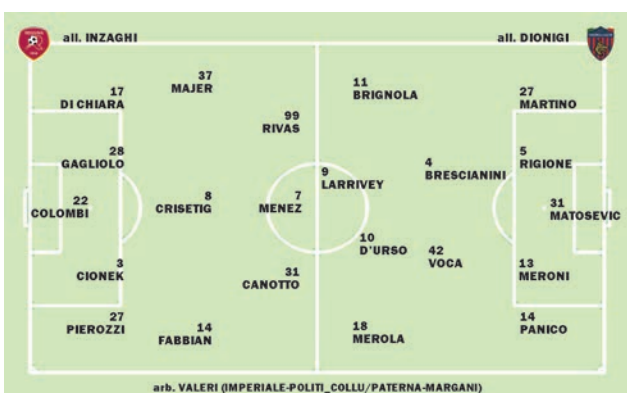 all. INZAGHI
all. DIONIGI
17
DI CHIARA
37
MAJER
99
RIVAS
28
GAGLIOLO
22
COLOMBI
8
CRISETIG
7
MENEZ
3
CIONEK
31
CANOTTO
27
PIEROZZI
14
FABBIAN
11
BRIGNOLA
27
MARTINO
9
LARRIVEY
4
BRESCIANINI
5
RIGIONE
31
MATOSEVIC
10
D'URSO
42
VOCA
13
MERONI
18
MEROLA
14
PANICO
arb. VALERI (IMPERIALE-POLITI_COLLU/PATERNA-MARGANI)